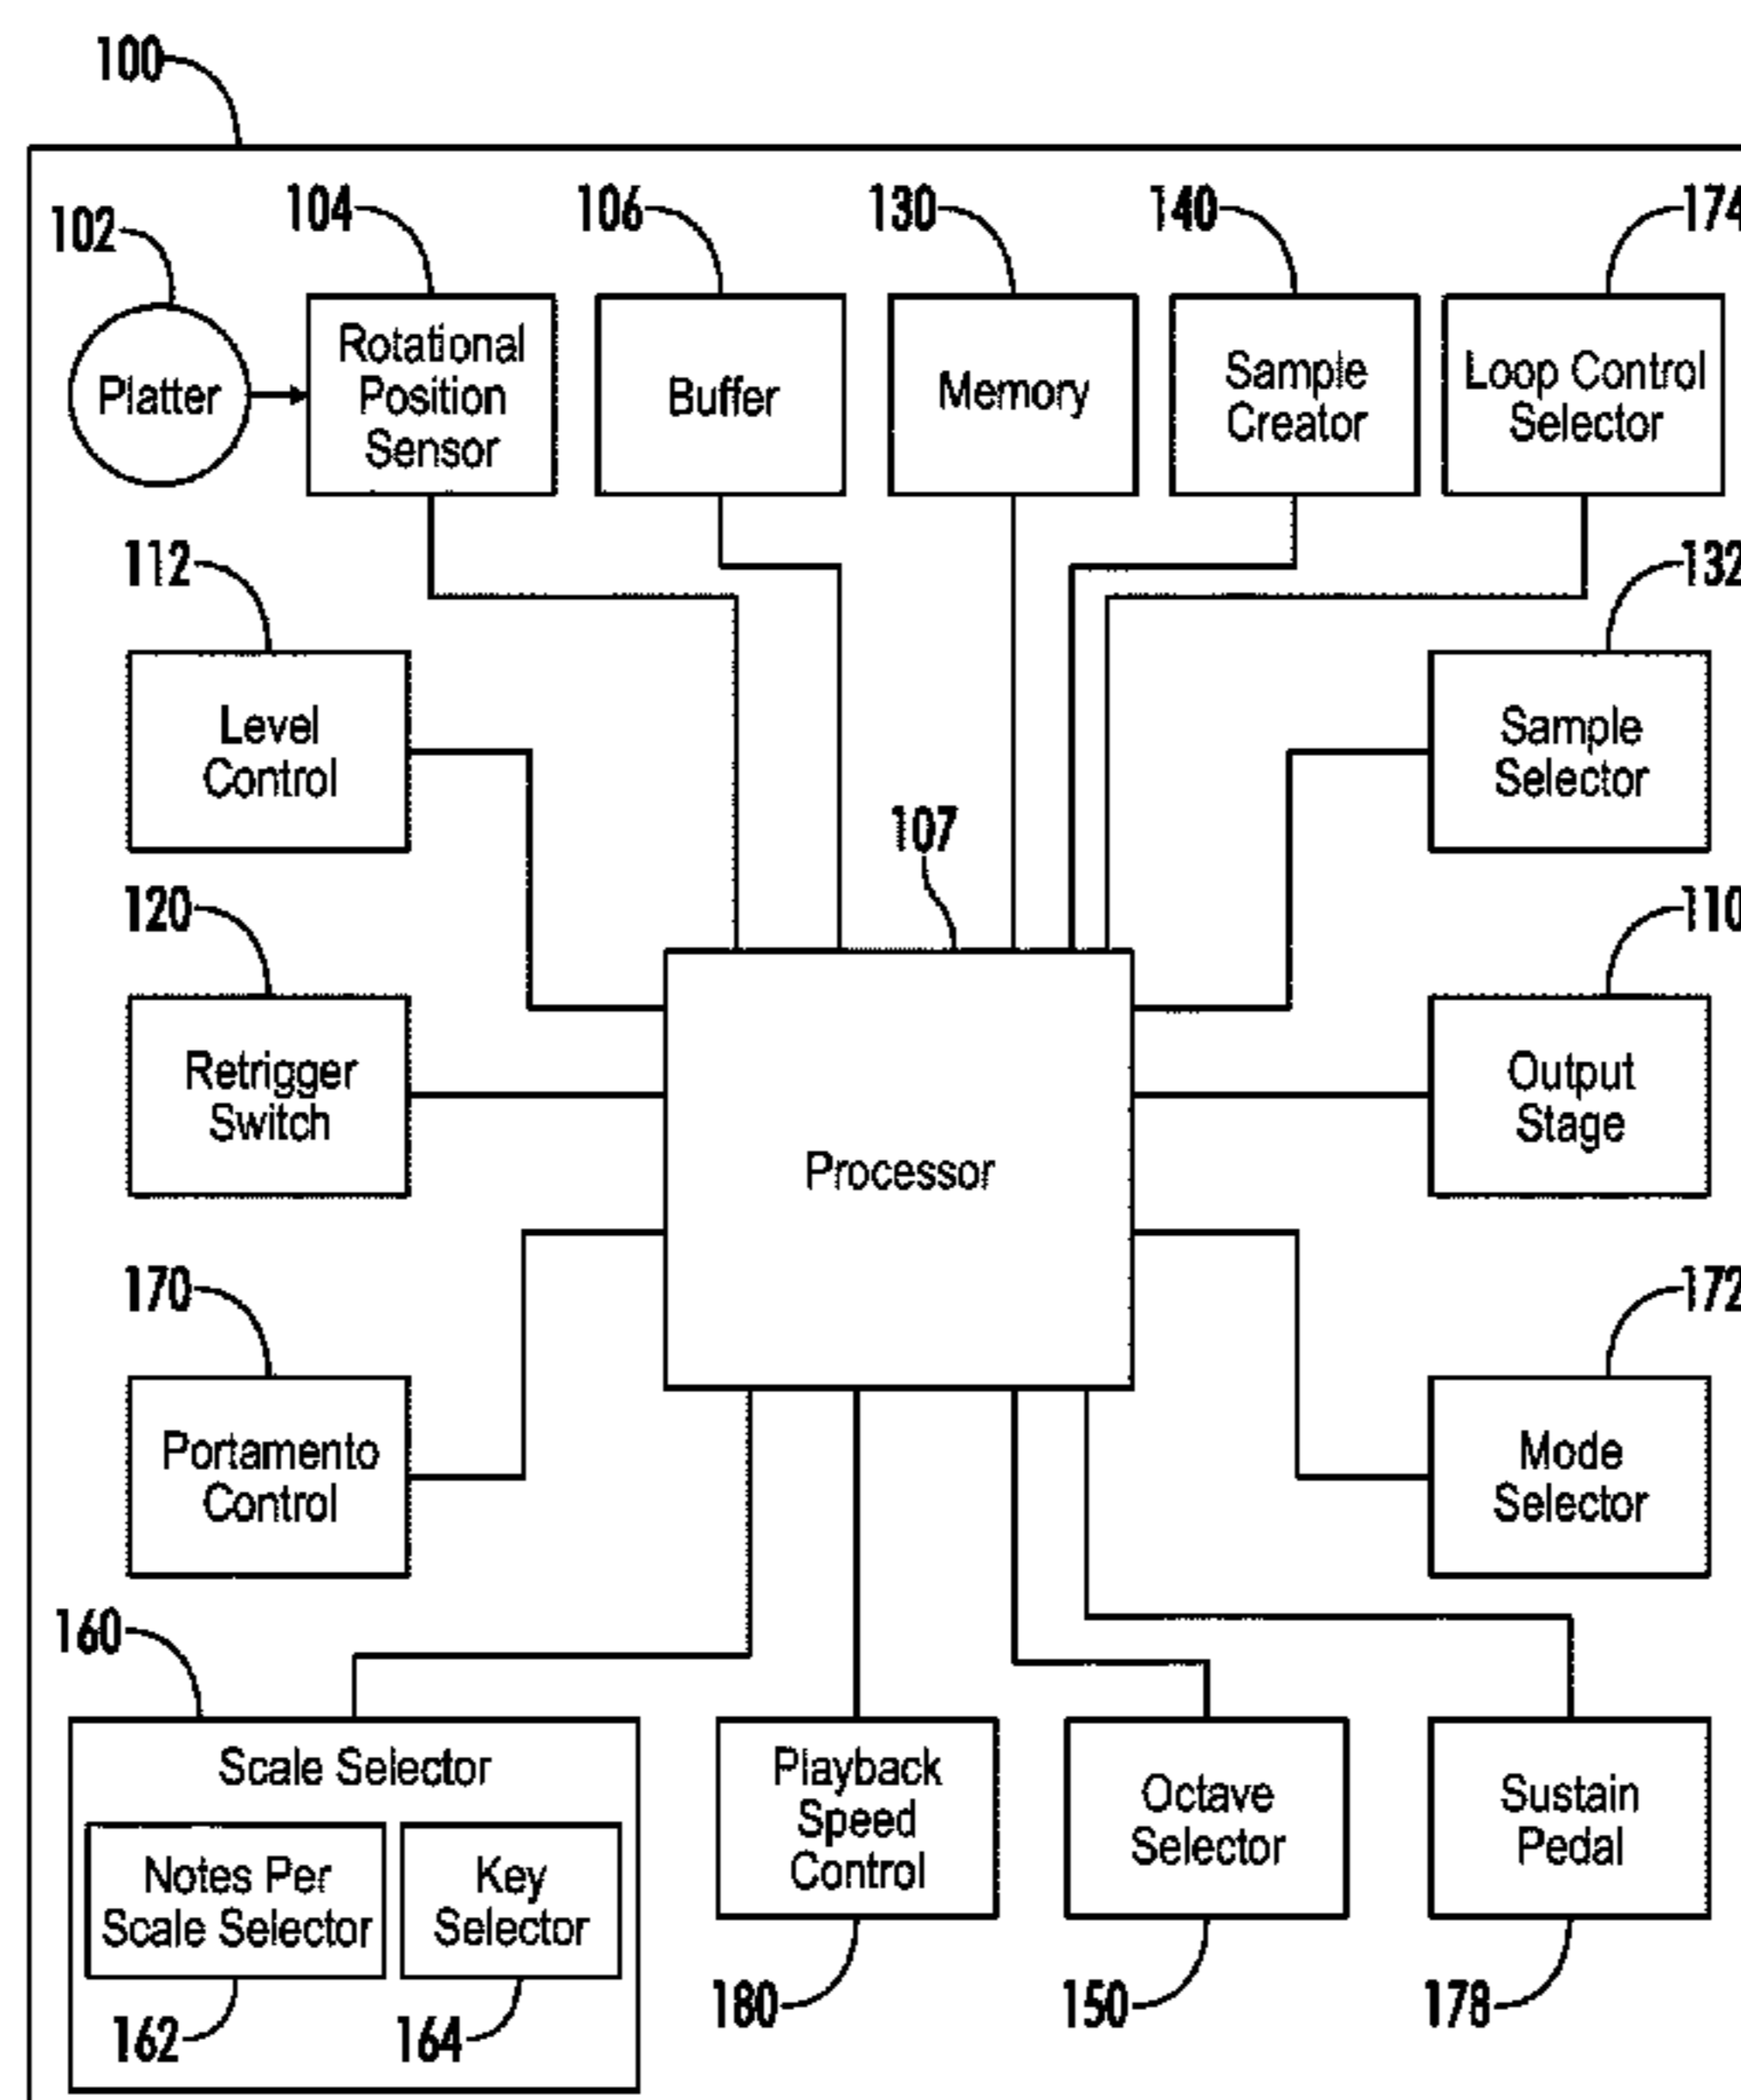 100
102
104
106
130
140
174
Platter
Rotational
Position
Sensor
Buffer
Memory
Sample
Creator
Loop Control
Selector
112
132
Level
Control
Sample
Selector
107
120
110
Retrigger
Switch
Processor
Output
Stage
170
172
Portamento
Control
Mode
Selector
160
Scale Selector
Notes Per
Scale Selector
Key
Selector
162
164
Playback
Speed
Control
Octave
Selector
Sustain
Pedal
180
150
178